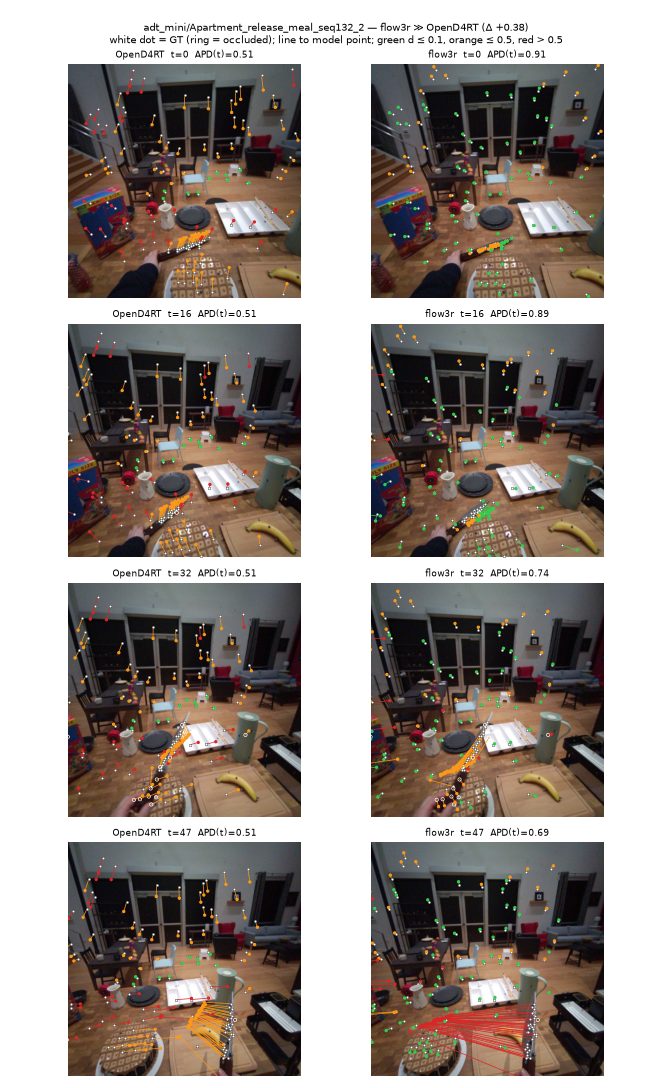 adt_mini/Apartment_release_meal_seq132_2 — flow3r ≫ OpenD4RT (Δ +0.38)
white dot = GT (ring = occluded); line to model point; green d ≤ 0.1, orange ≤ 0.5, red > 0.5
OpenD4RT t=0 APD(t)=0.51
flow3r t=0 APD(t)=0.91
OpenD4RT t=16 APD(t)=0.51
flow3r t=16 APD(t)=0.89
OpenD4RT t=32 APD(t)=0.51
flow3r t=32 APD(t)=0.74
OpenD4RT t=47 APD(t)=0.51
flow3r t=47 APD(t)=0.69